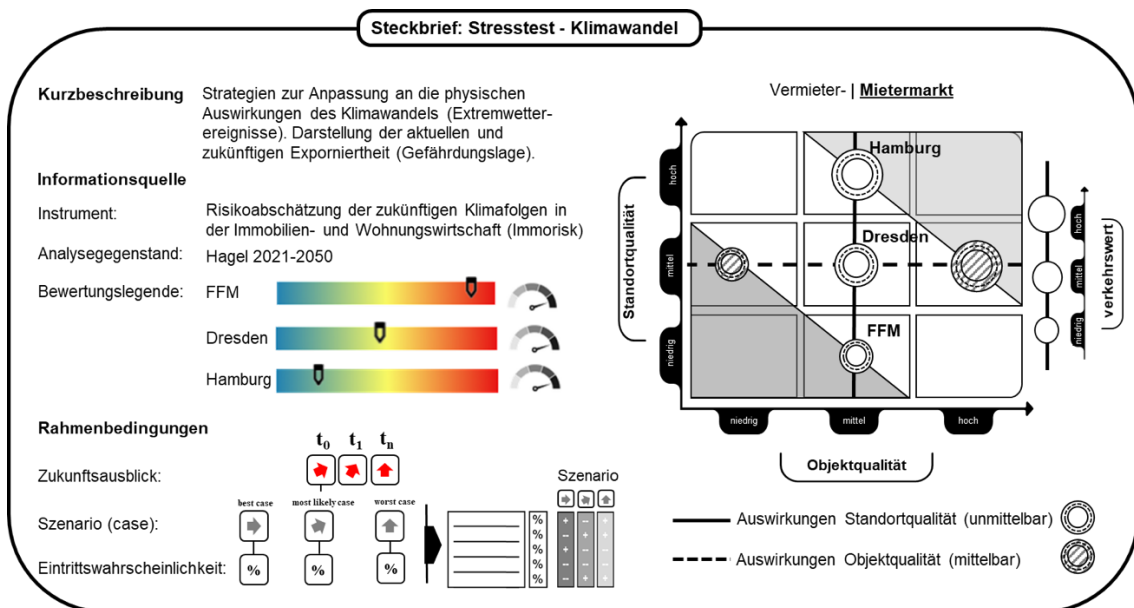 Steckbrief: Stresstest - Klimawandel
Kurzbeschreibung
Strategien zur Anpassung an die physischen
Auswirkungen des Klimawandels (Extremwetter-
ereignisse). Darstellung der aktuellen und
zukünftigen Exporniertheit (Gefährdungslage).
Informationsquelle
Instrument:
Risikoabschätzung der zukünftigen Klimafolgen in
der Immobilien- und Wohnungswirtschaft (Immorisk)
Analysegegenstand:
Hagel 2021-2050
Bewertungslegende:
FFM
Dresden
Hamburg
Rahmenbedingungen
t0 t1 tn
Zukunftsausblick:
best case most likely case worst case
Szenario (case):
Eintrittswahrscheinlichkeit:
% % %
Szenario
% + -- --
% -- -- +
% + -- --
% -- -- --
% -- + +
Vermieter- | Mietermarkt
Standortqualität
hoch
mittel
niedrig
Hamburg
Dresden
FFM
niedrig mittel hoch
Objektqualität
hoch
mittel
niedrig
verkehrswert
Auswirkungen Standortqualität (unmittelbar)
Auswirkungen Objektqualität (mittelbar)